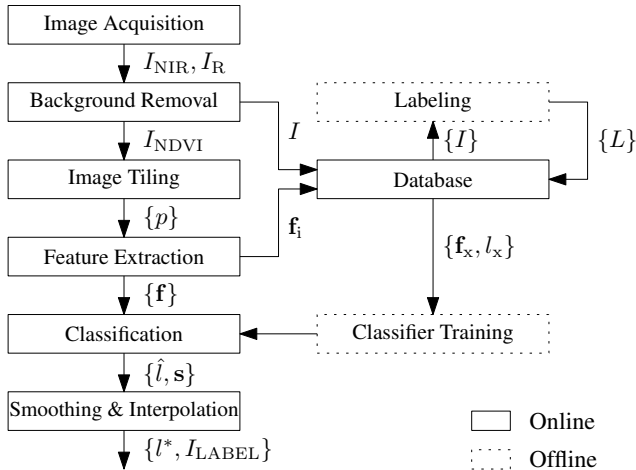 Image Acquisition
I_NIR, I_R
Background Removal
Labeling
I
{I}
{L}
I_NDVI
Image Tiling
Database
{p}
f_i
{f_x, l_x}
Feature Extraction
{f}
Classification
Classifier Training
{l̂, s}
Smoothing & Interpolation
Online
{l*, I_LABEL}
Offline